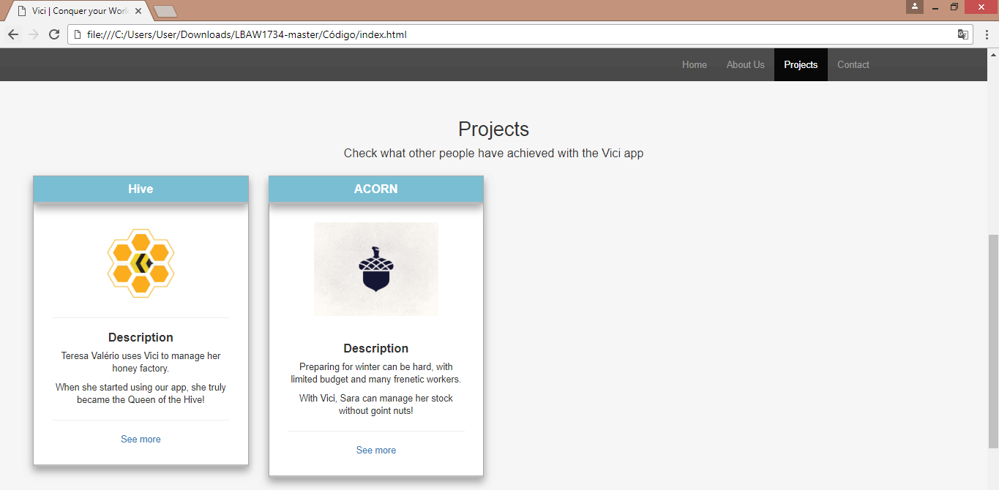 Vici | Conquer your Worl
file:///C:/Users/User/Downloads/LBAW1734-master/Código/index.html
Home About Us Projects Contact
Projects
Check what other people have achieved with the Vici app
Hive
Description
Teresa Valério uses Vici to manage her
honey factory.
When she started using our app, she truly
became the Queen of the Hive!
See more
ACORN
Description
Preparing for winter can be hard, with
limited budget and many frenetic workers.
With Vici, Sara can manage her stock
without goint nuts!
See more